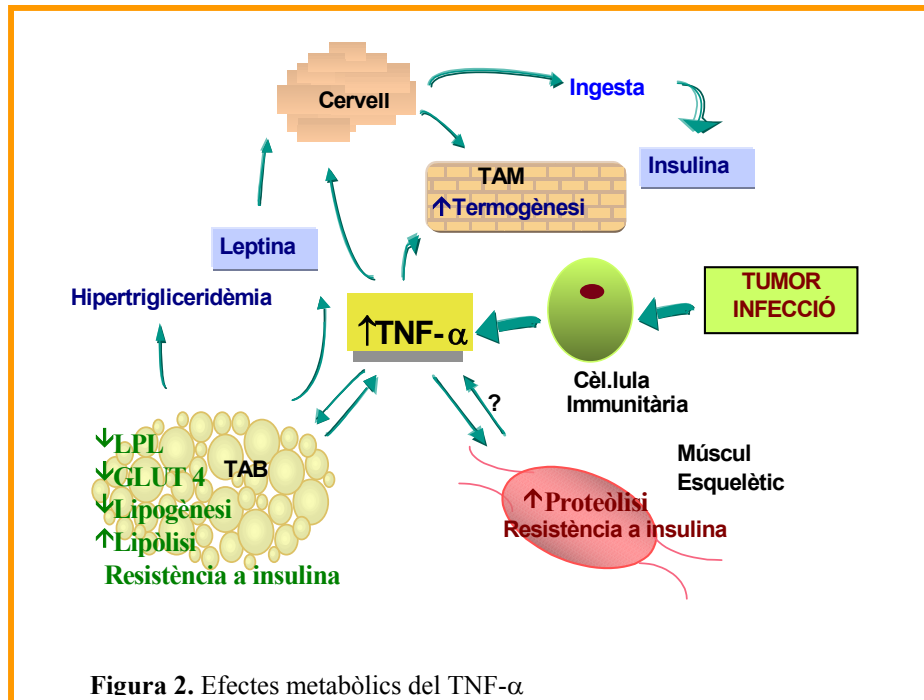 Cervell
Ingesta
TAM
↑Termogènesi
Insulina
Leptina
Hipertrigliceridèmia
↑TNF-α
TUMOR
INFECCIÓ
Cèl.lula
Immunitària
?
↓LPL
↓GLUT 4
↓Lipogènesi
↑Lipòlisi
Resistència a insulina
TAB
Múscul
Esquelètic
↑Proteòlisi
Resistència a insulina
Figura 2. Efectes metabòlics del TNF-α